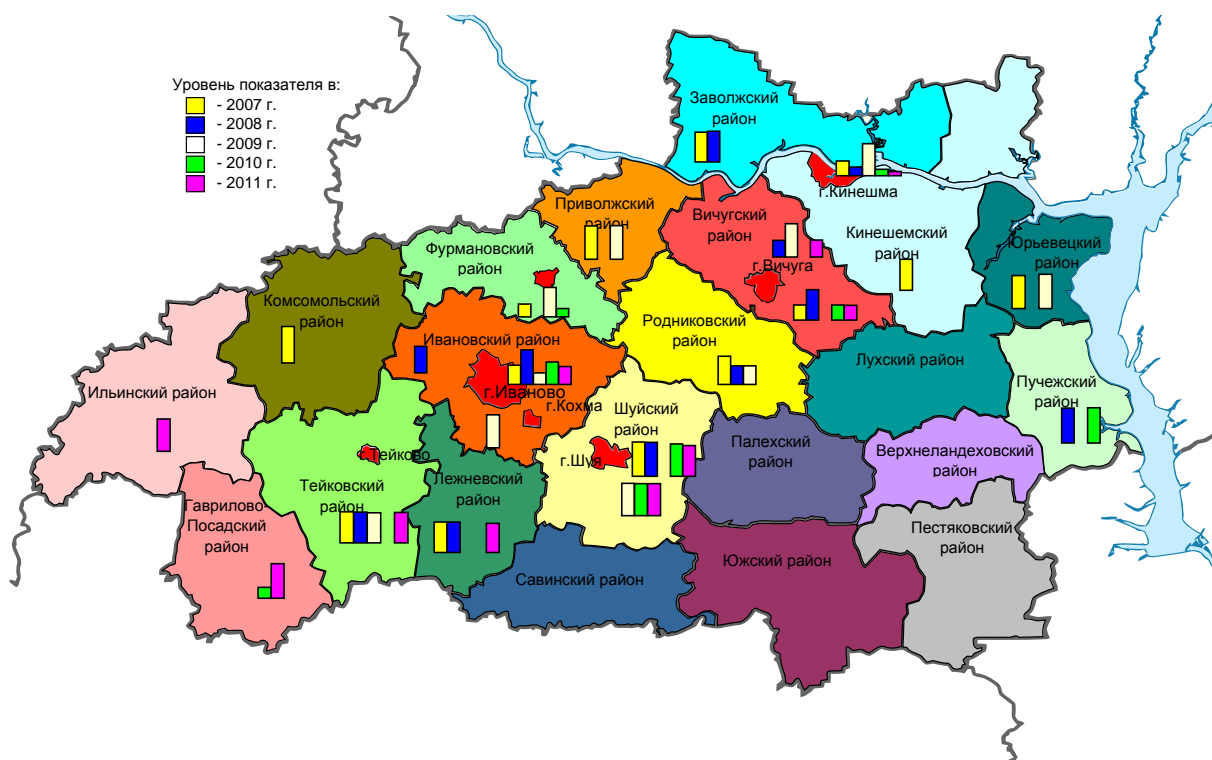 Уровень показателя в:
- 2007 г.
- 2008 г.
- 2009 г.
- 2010 г.
- 2011 г.
Заволжский
район
г.Кинешма
Приволжский
район
Вичугский
район
Кинешемский
район
Юрьевецкий
район
Фурмановский
район
г.Вичуга
Комсомольский
район
Родниковский
район
Ивановский район
Лухский район
Ильинский район
г.Иваново
г.Кохма
Шуйский
район
Пучежский
район
г.Тейково
г.Шуя
Палехский
район
Верхнеландеховский
район
Тейковский
район
Лежневский
район
Гаврилово-
Посадский
район
Пестяковский
район
Савинский район
Южский район